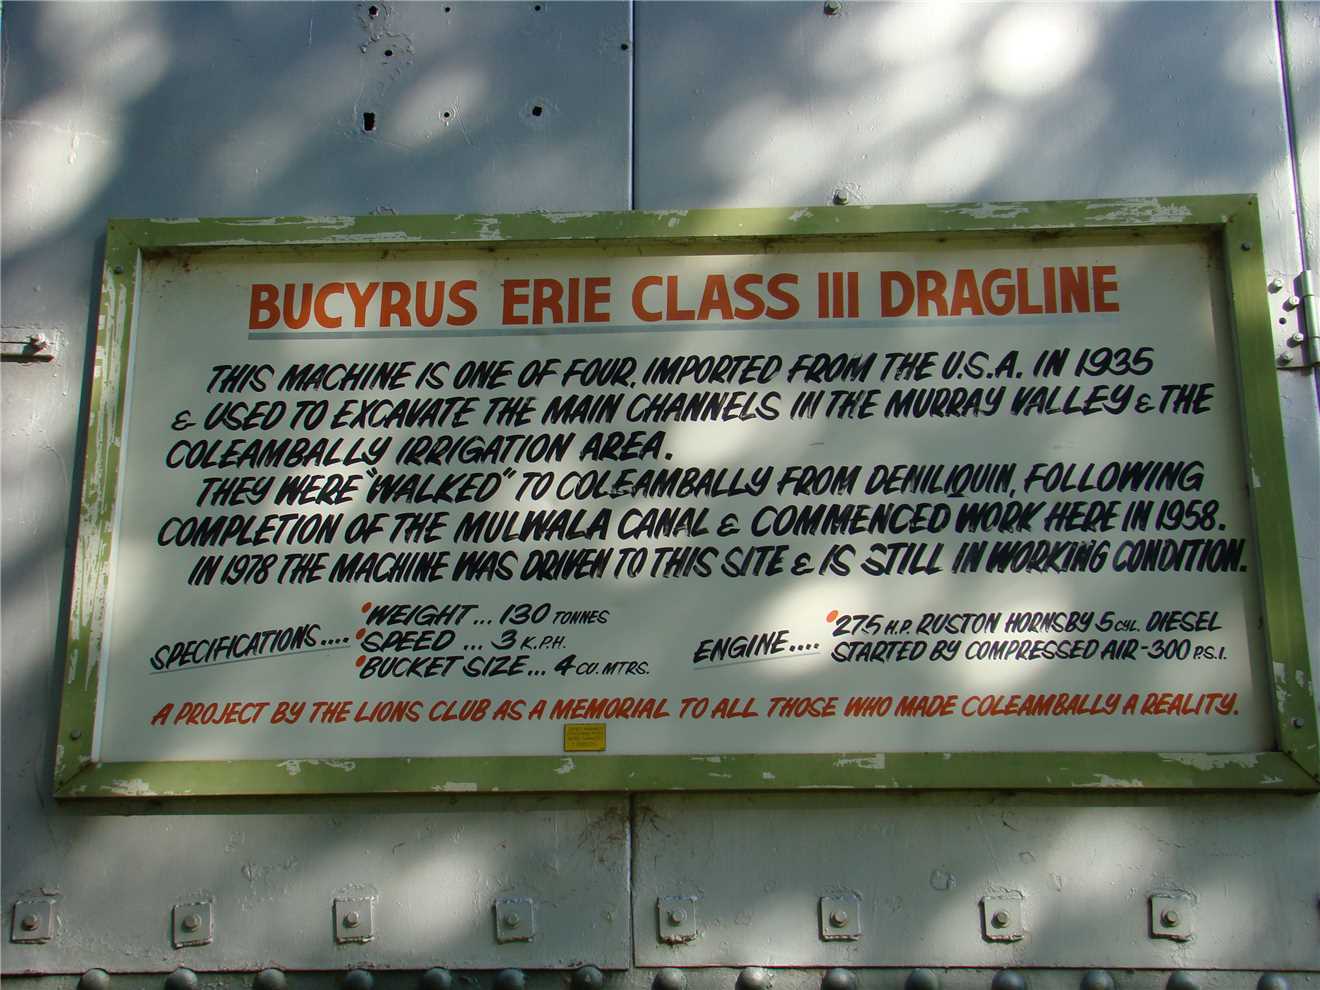 BUCYRUS ERIE CLASS III DRAGLINE
THIS MACHINE IS ONE OF FOUR, IMPORTED FROM THE U.S.A. IN 1935
& USED TO EXCAVATE THE MAIN CHANNELS IN THE MURRAY VALLEY & THE
COLEAMBALLY IRRIGATION AREA.
THEY WERE "WALKED" TO COLEAMBALLY FROM DENILIQUIN, FOLLOWING
COMPLETION OF THE MULWALA CANAL & COMMENCED WORK HERE IN 1958.
IN 1978 THE MACHINE WAS DRIVEN TO THIS SITE & IS STILL IN WORKING CONDITION.
SPECIFICATIONS.... •WEIGHT... 130 TONNES
•SPEED ... 3 K.P.H.
•BUCKET SIZE... 4 CU. MTRS.
ENGINE.... •275 H.P. RUSTON HORNSBY 5 CYL. DIESEL
STARTED BY COMPRESSED AIR-300 P.S.I.
A PROJECT BY THE LIONS CLUB AS A MEMORIAL TO ALL THOSE WHO MADE COLEAMBALLY A REALITY.